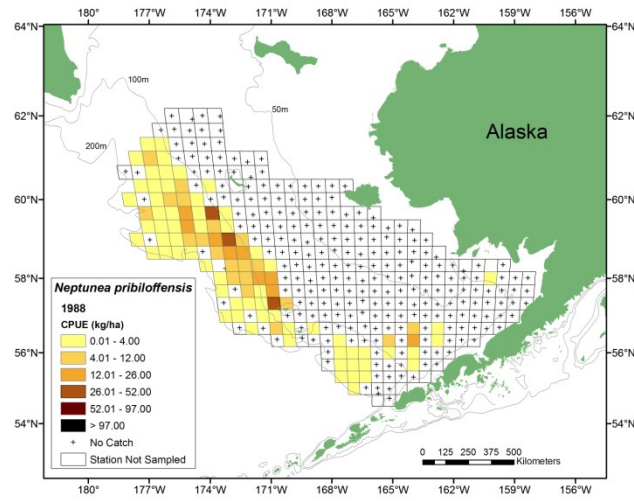 180° 177°W 174°W 171°W 168°W 165°W 162°W 159°W 156°W
64°N 64°N
100m
50m
62°N 62°N
Alaska
200m
60°N 60°N
58°N 58°N
Neptunea pribiloffensis
1988
CPUE (kg/ha)
0.01 - 4.00
4.01 - 12.00
12.01 - 26.00
26.01 - 52.00
52.01 - 97.00
> 97.00
No Catch
Station Not Sampled
56°N 56°N
54°N 54°N
0 125 250 375 500
Kilometers
180° 177°W 174°W 171°W 168°W 165°W 162°W 159°W 156°W